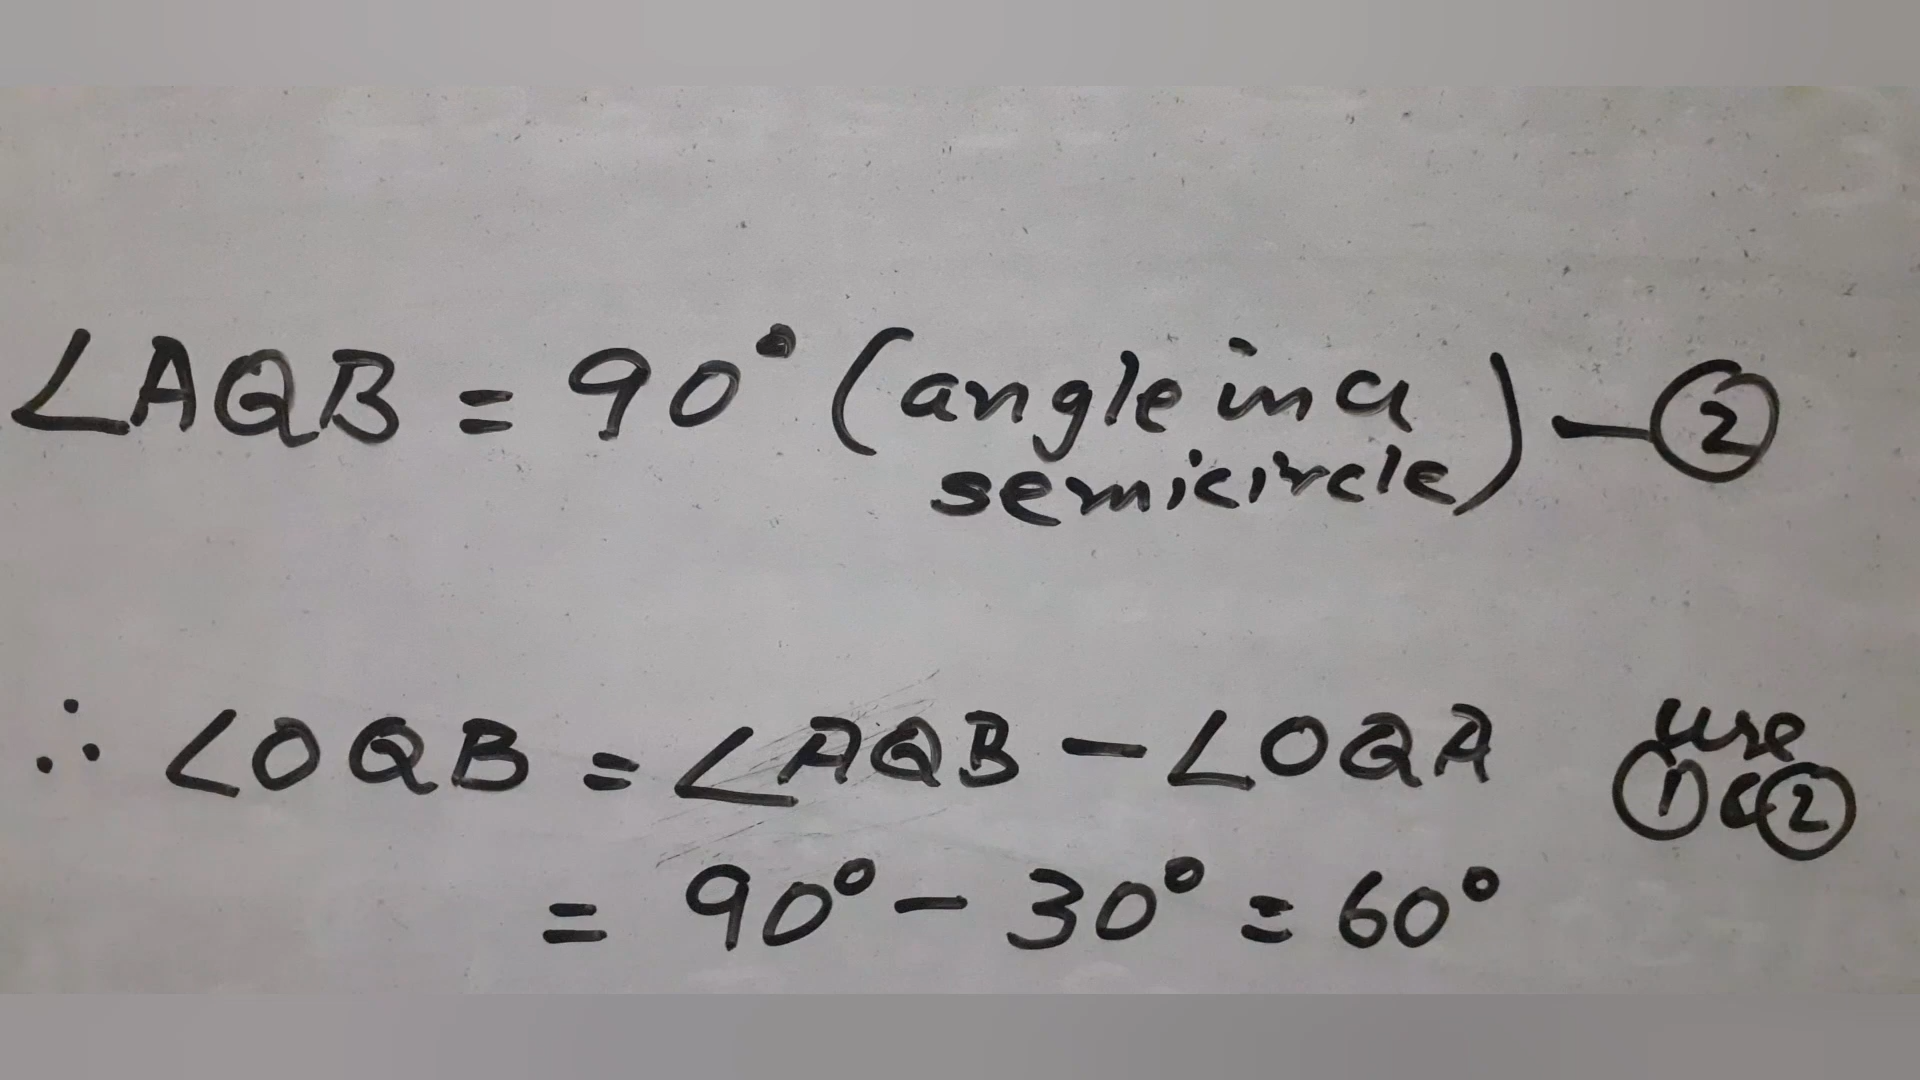 ∠AQB = 90° (angle in a semicircle) — ②
∴ ∠OQB = ∠AQB − ∠OQA use ① & ②
= 90° − 30° = 60°